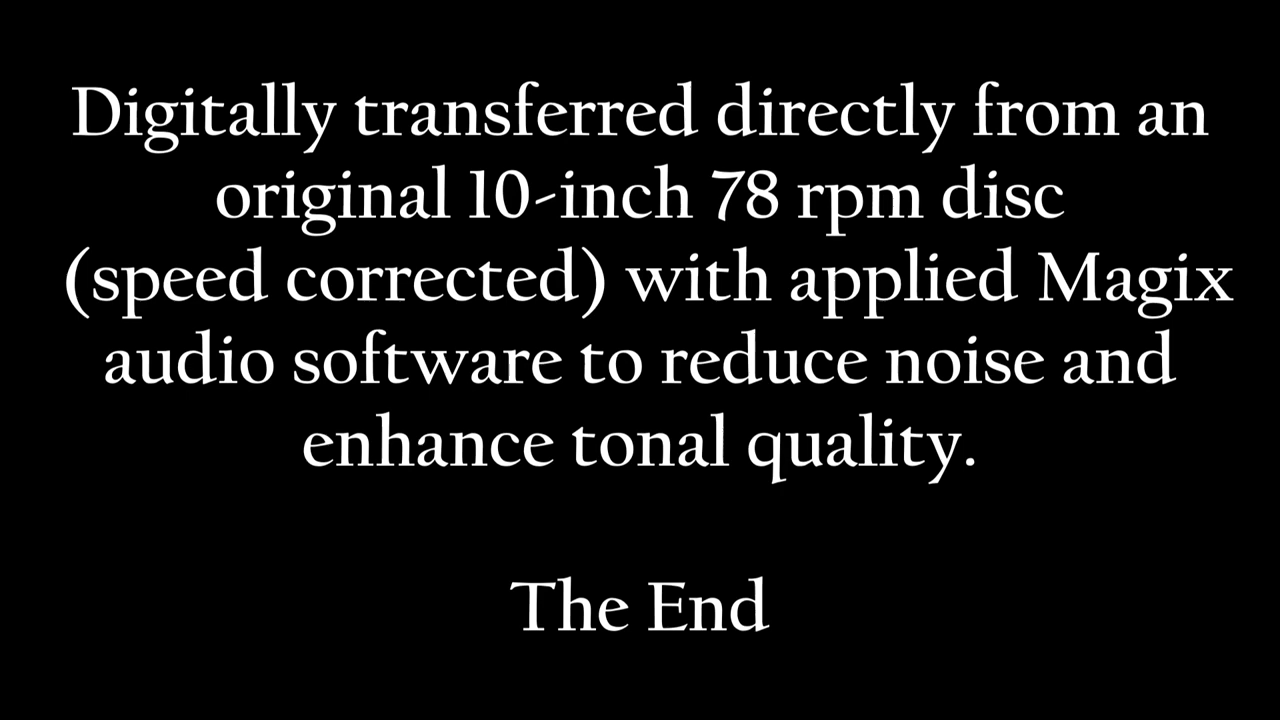 Digitally transferred directly from an
original 10-inch 78 rpm disc
(speed corrected) with applied Magix
audio software to reduce noise and
enhance tonal quality.
The End